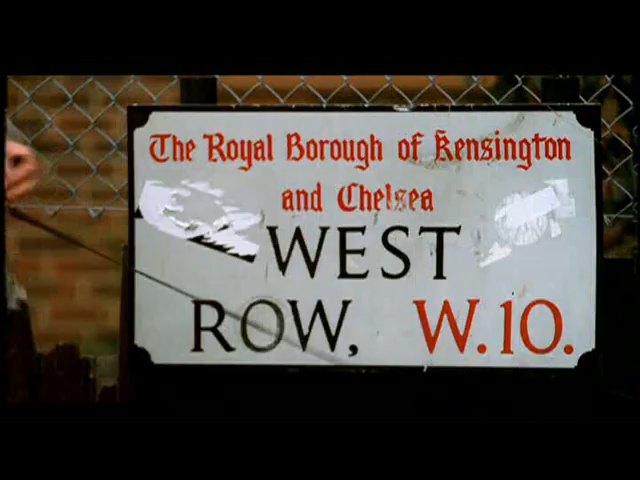 The Royal Borough of Kensington
and Chelsea
WEST
ROW, W.10.